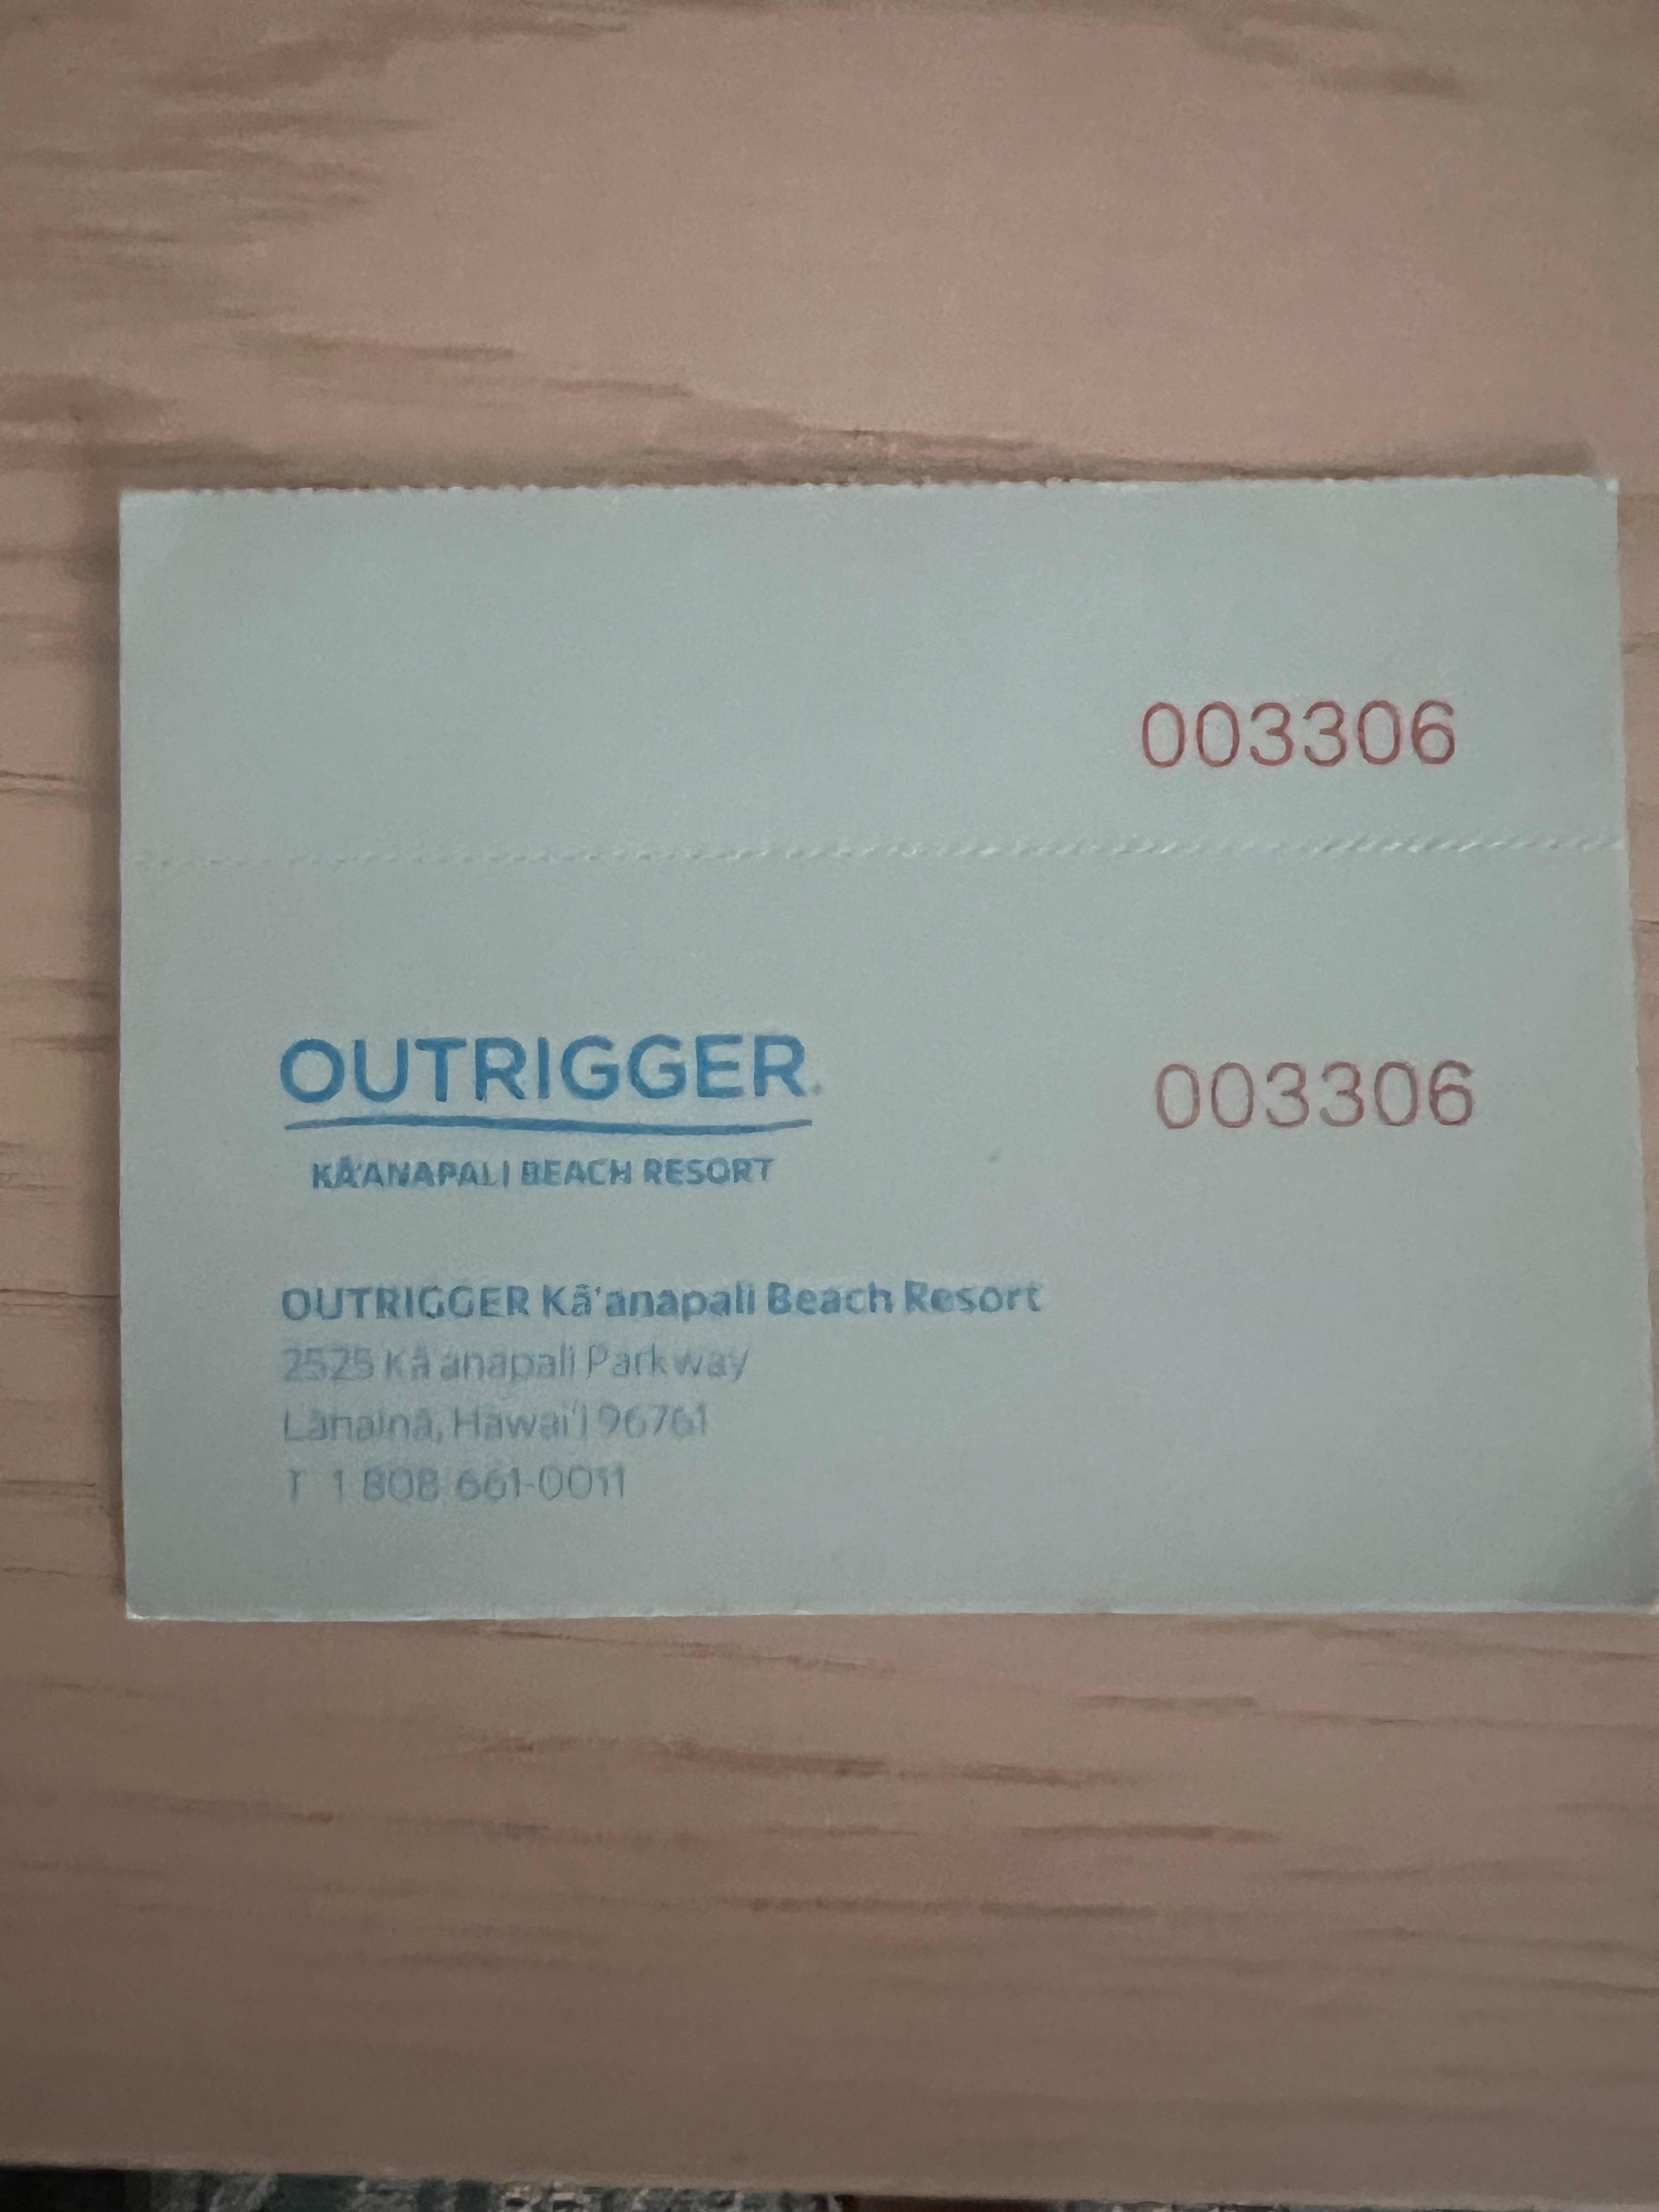 003306
OUTRIGGER.
003306
KĀ'ANAPALI BEACH RESORT
OUTRIGGER Kā'anapali Beach Resort
2525 Kā'anapali Parkway
Lāhainā, Hawai'i 96761
T 1 808 661-0011